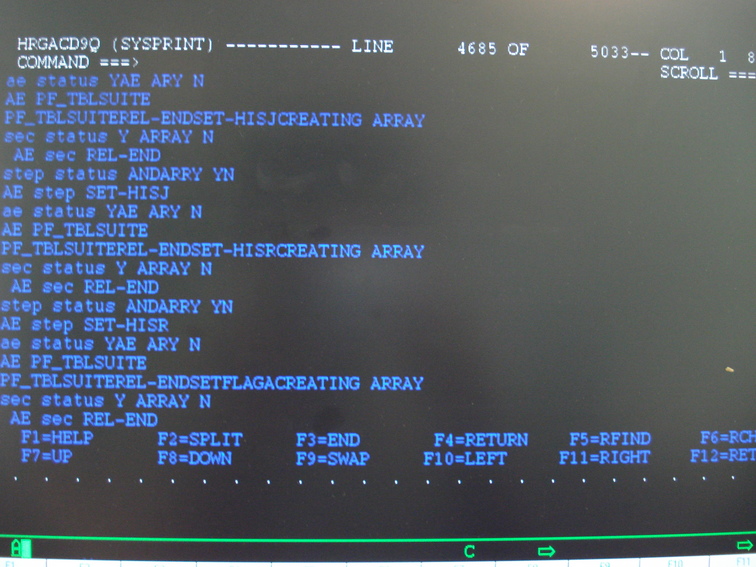 HRGACD9Q (SYSPRINT) ----------- LINE 4685 OF 5033-- COL 1 8
COMMAND ===> SCROLL ===
ae status YAE ARY N
AE PF_TBLSUITE
PF_TBLSUITEREL-ENDSET-HISJCREATING ARRAY
sec status Y ARRAY N
AE sec REL-END
step status ANDARRY YN
AE step SET-HISJ
ae status YAE ARY N
AE PF_TBLSUITE
PF_TBLSUITEREL-ENDSET-HISRCREATING ARRAY
sec status Y ARRAY N
AE sec REL-END
step status ANDARRY YN
AE step SET-HISR
ae status YAE ARY N
AE PF_TBLSUITE
PF_TBLSUITEREL-ENDSETFLAGACREATING ARRAY
sec status Y ARRAY N
AE sec REL-END
F1=HELP F2=SPLIT F3=END F4=RETURN F5=RFIND F6=RCH
F7=UP F8=DOWN F9=SWAP F10=LEFT F11=RIGHT F12=RET
A C